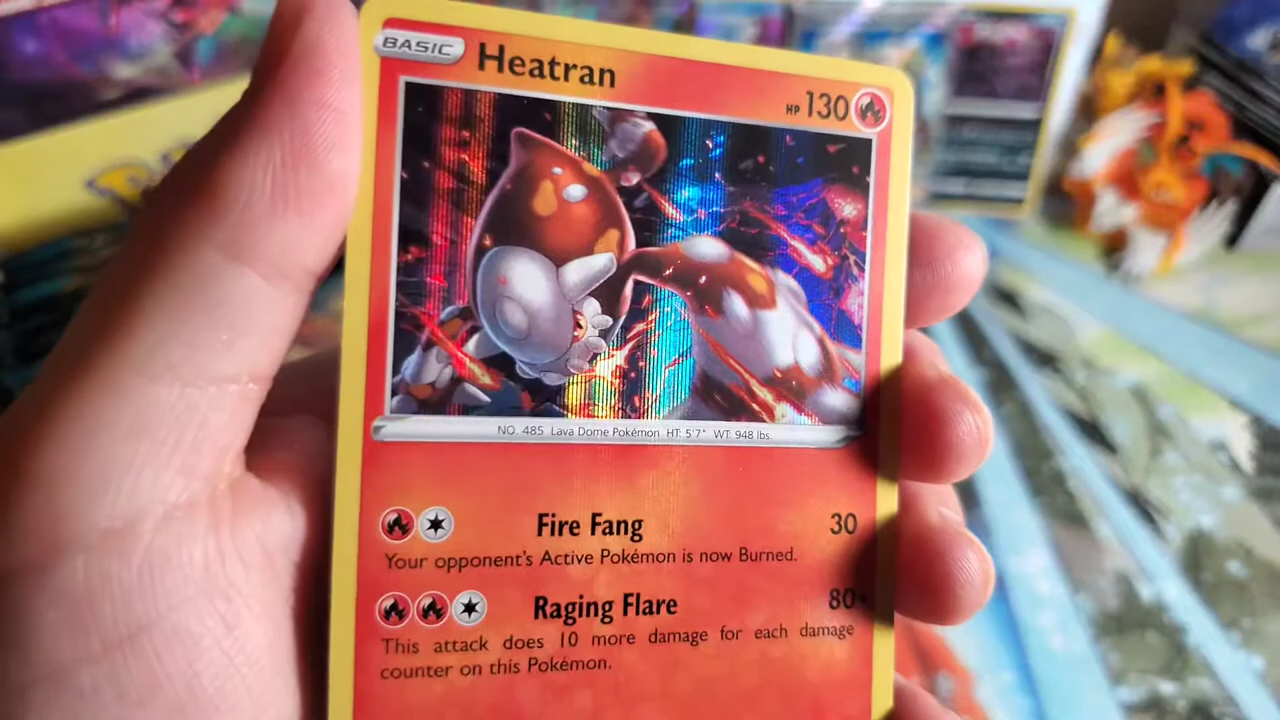 BASIC Heatran HP 130
NO. 485 Lava Dome Pokémon HT: 5'7" WT: 948 lbs.
Fire Fang 30
Your opponent's Active Pokémon is now Burned.
Raging Flare 80+
This attack does 10 more damage for each damage
counter on this Pokémon.